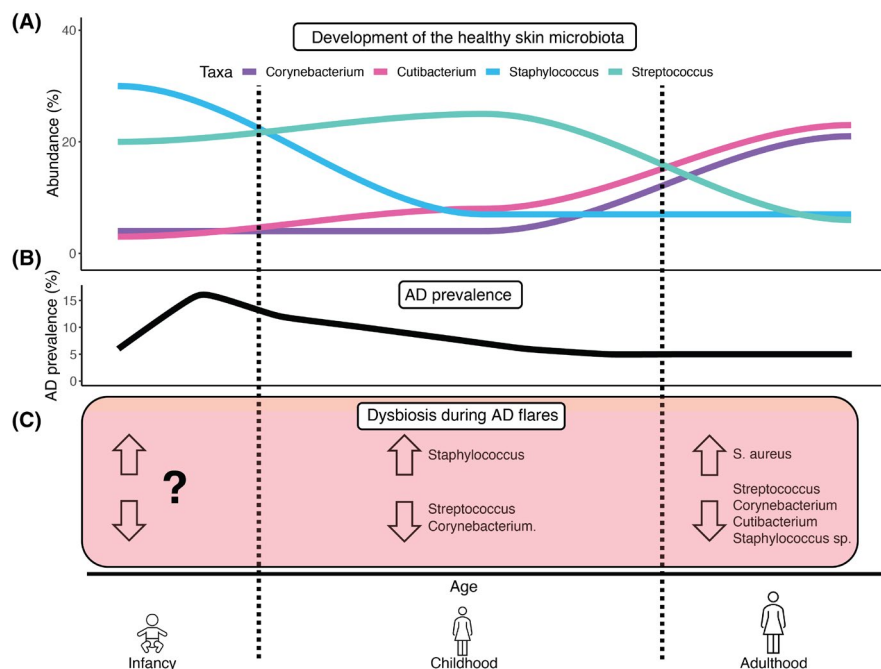 (A)
Development of the healthy skin microbiota
Taxa Corynebacterium Cutibacterium Staphylococcus Streptococcus
Abundance (%)
40
20
0
(B)
AD prevalence
AD prevalence (%)
15
10
5
0
(C)
Dysbiosis during AD flares
?
Staphylococcus
Streptococcus
Corynebacterium.
S. aureus
Streptococcus
Corynebacterium
Cutibacterium
Staphylococcus sp.
Age
Infancy
Childhood
Adulthood